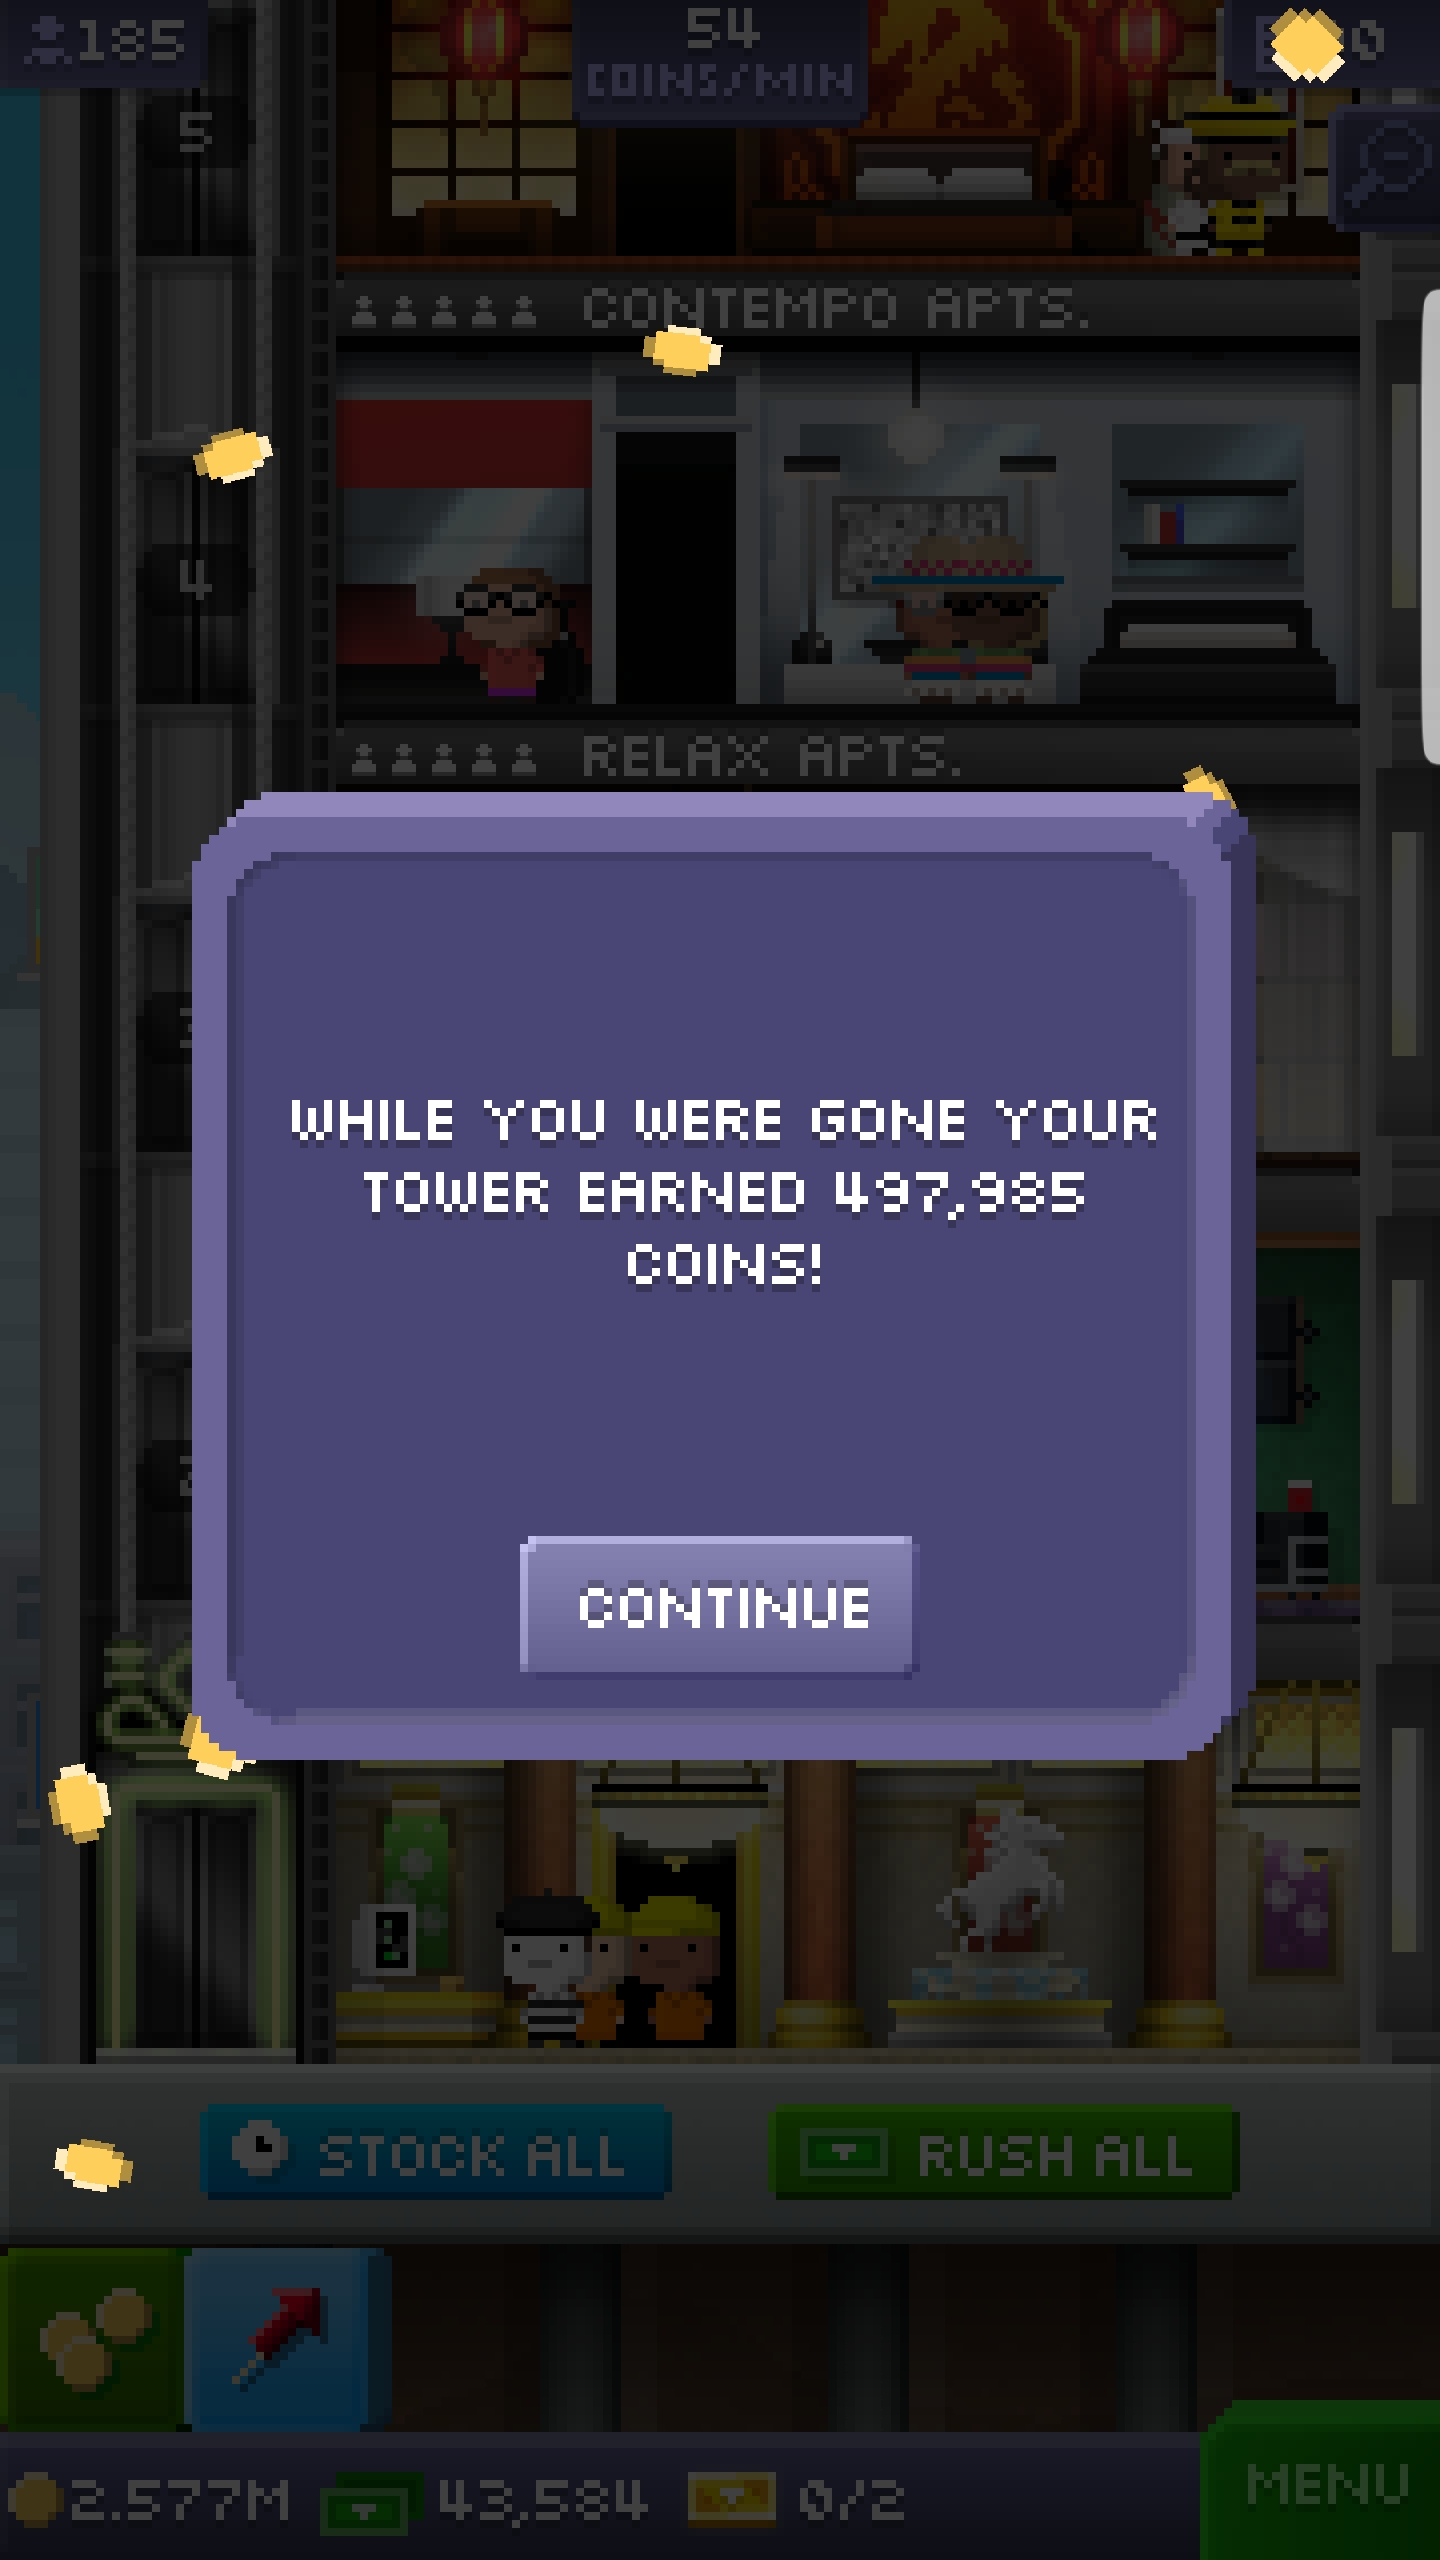 185
54
COINS/MIN
0
5
CONTEMPO APTS.
4
RELAX APTS.
WHILE YOU WERE GONE YOUR
TOWER EARNED 497,985
COINS!
CONTINUE
STOCK ALL
RUSH ALL
2.577M
43,584
0/2
MENU